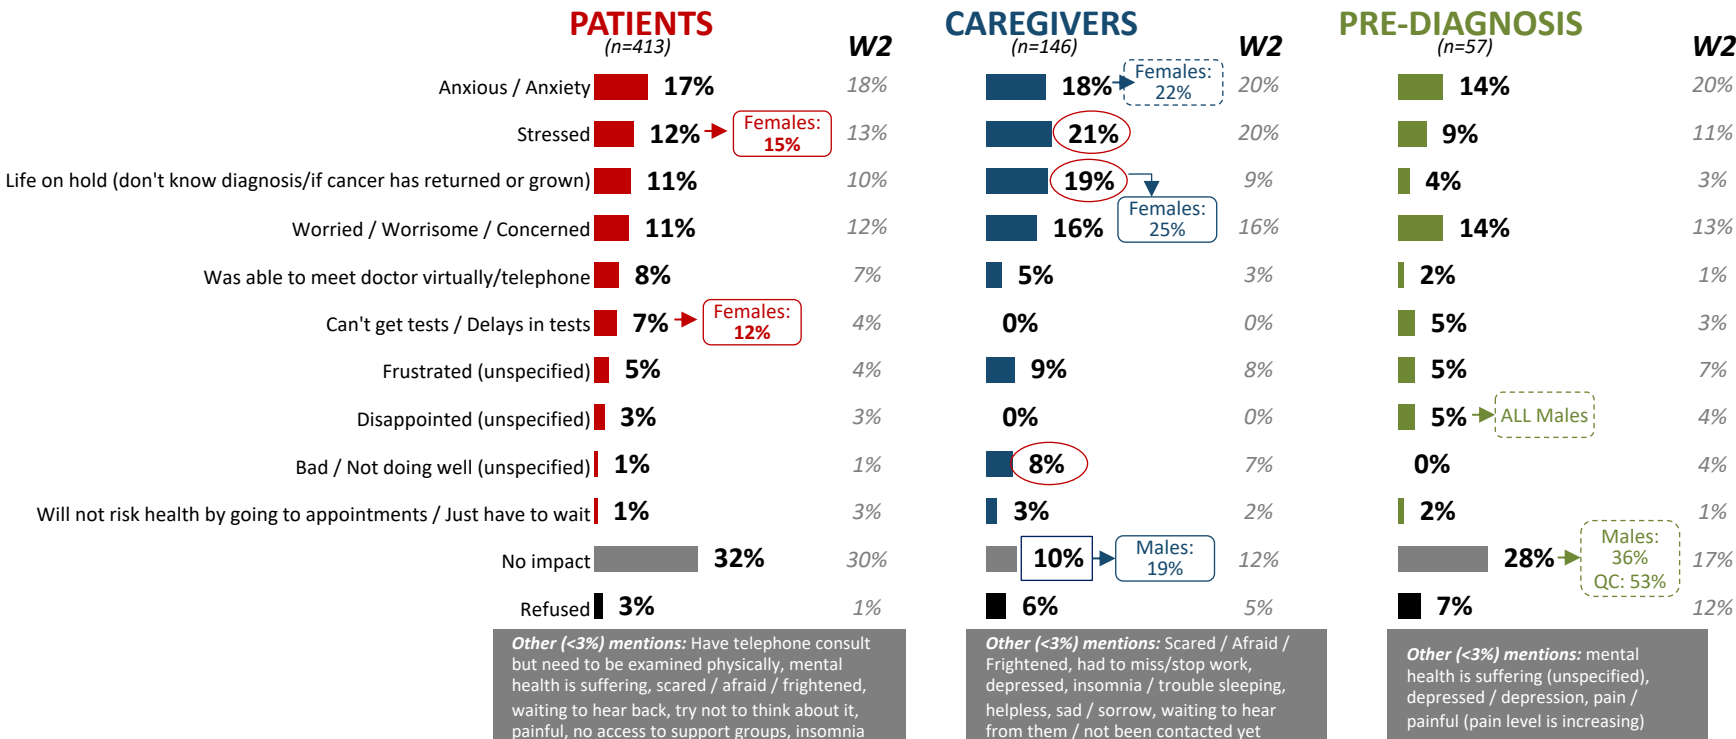 PATIENTS CAREGIVERS PRE-DIAGNOSIS
(n=413) W2 (n=146) W2 (n=57) W2
Anxious / Anxiety 17% 18% 18% Females: 22% 20% 14% 20%
Stressed 12% Females: 15% 13% 21% 20% 9% 11%
Life on hold (don't know diagnosis/if cancer has returned or grown) 11% 10% 19% Females: 25% 9% 4% 3%
Worried / Worrisome / Concerned 11% 12% 16% 16% 14% 13%
Was able to meet doctor virtually/telephone 8% 7% 5% 3% 2% 1%
Can't get tests / Delays in tests 7% Females: 12% 4% 0% 0% 5% 3%
Frustrated (unspecified) 5% 4% 9% 8% 5% 7%
Disappointed (unspecified) 3% 3% 0% 0% 5% ALL Males 4%
Bad / Not doing well (unspecified) 1% 1% 8% 7% 0% 4%
Will not risk health by going to appointments / Just have to wait 1% 3% 3% 2% 2% 1%
No impact 32% 30% 10% Males: 19% 12% 28% Males: 36% QC: 53% 17%
Refused 3% 1% 6% 5% 7% 12%
Other (<3%) mentions: Have telephone consult
but need to be examined physically, mental
health is suffering, scared / afraid / frightened,
waiting to hear back, try not to think about it,
painful, no access to support groups, insomnia
Other (<3%) mentions: Scared / Afraid /
Frightened, had to miss/stop work,
depressed, insomnia / trouble sleeping,
helpless, sad / sorrow, waiting to hear
from them / not been contacted yet
Other (<3%) mentions: mental
health is suffering (unspecified),
depressed / depression, pain /
painful (pain level is increasing)